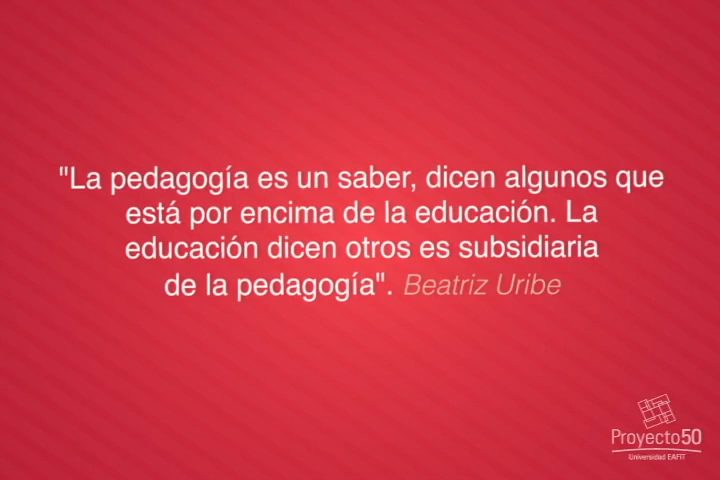 "La pedagogía es un saber, dicen algunos que
está por encima de la educación. La
educación dicen otros es subsidiaria
de la pedagogía". Beatriz Uribe
Proyecto50
Universidad EAFIT